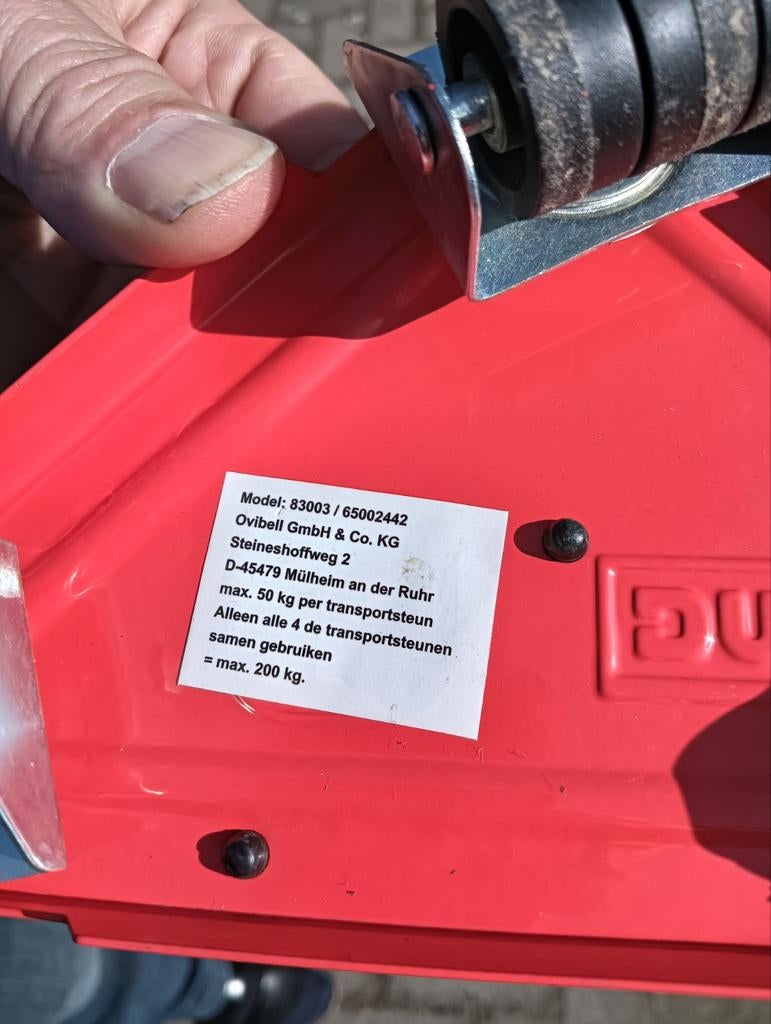 Model: 83003 / 65002442
Ovibell GmbH & Co. KG
Steineshoffweg 2
D-45479 Mülheim an der Ruhr
max. 50 kg per transportsteun
Alleen alle 4 de transportsteunen
samen gebruiken
= max. 200 kg.